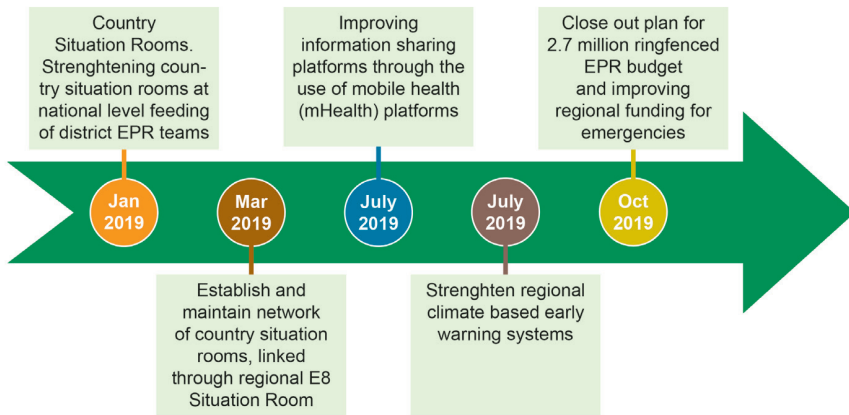 Country
Situation Rooms.
Strenghtening coun-
try situation rooms at
national level feeding
of district EPR teams
Improving
information sharing
platforms through the
use of mobile health
(mHealth) platforms
Close out plan for
2.7 million ringfenced
EPR budget
and improving
regional funding for
emergencies
Jan
2019
Mar
2019
July
2019
July
2019
Oct
2019
Establish and
maintain network
of country situation
rooms, linked
through regional E8
Situation Room
Strenghten regional
climate based early
warning systems